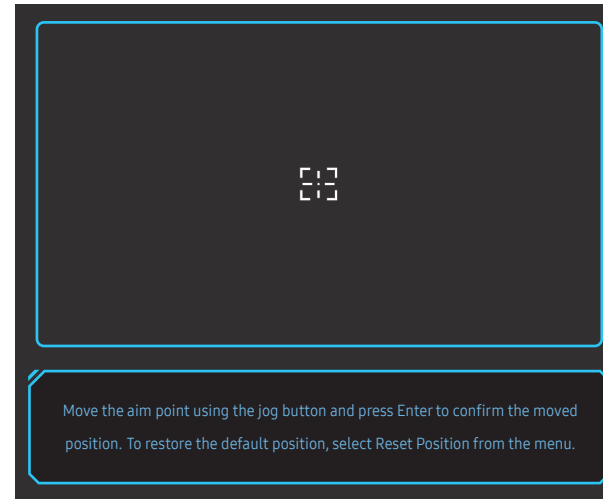 Move the aim point using the jog button and press Enter to confirm the moved
position. To restore the default position, select Reset Position from the menu.